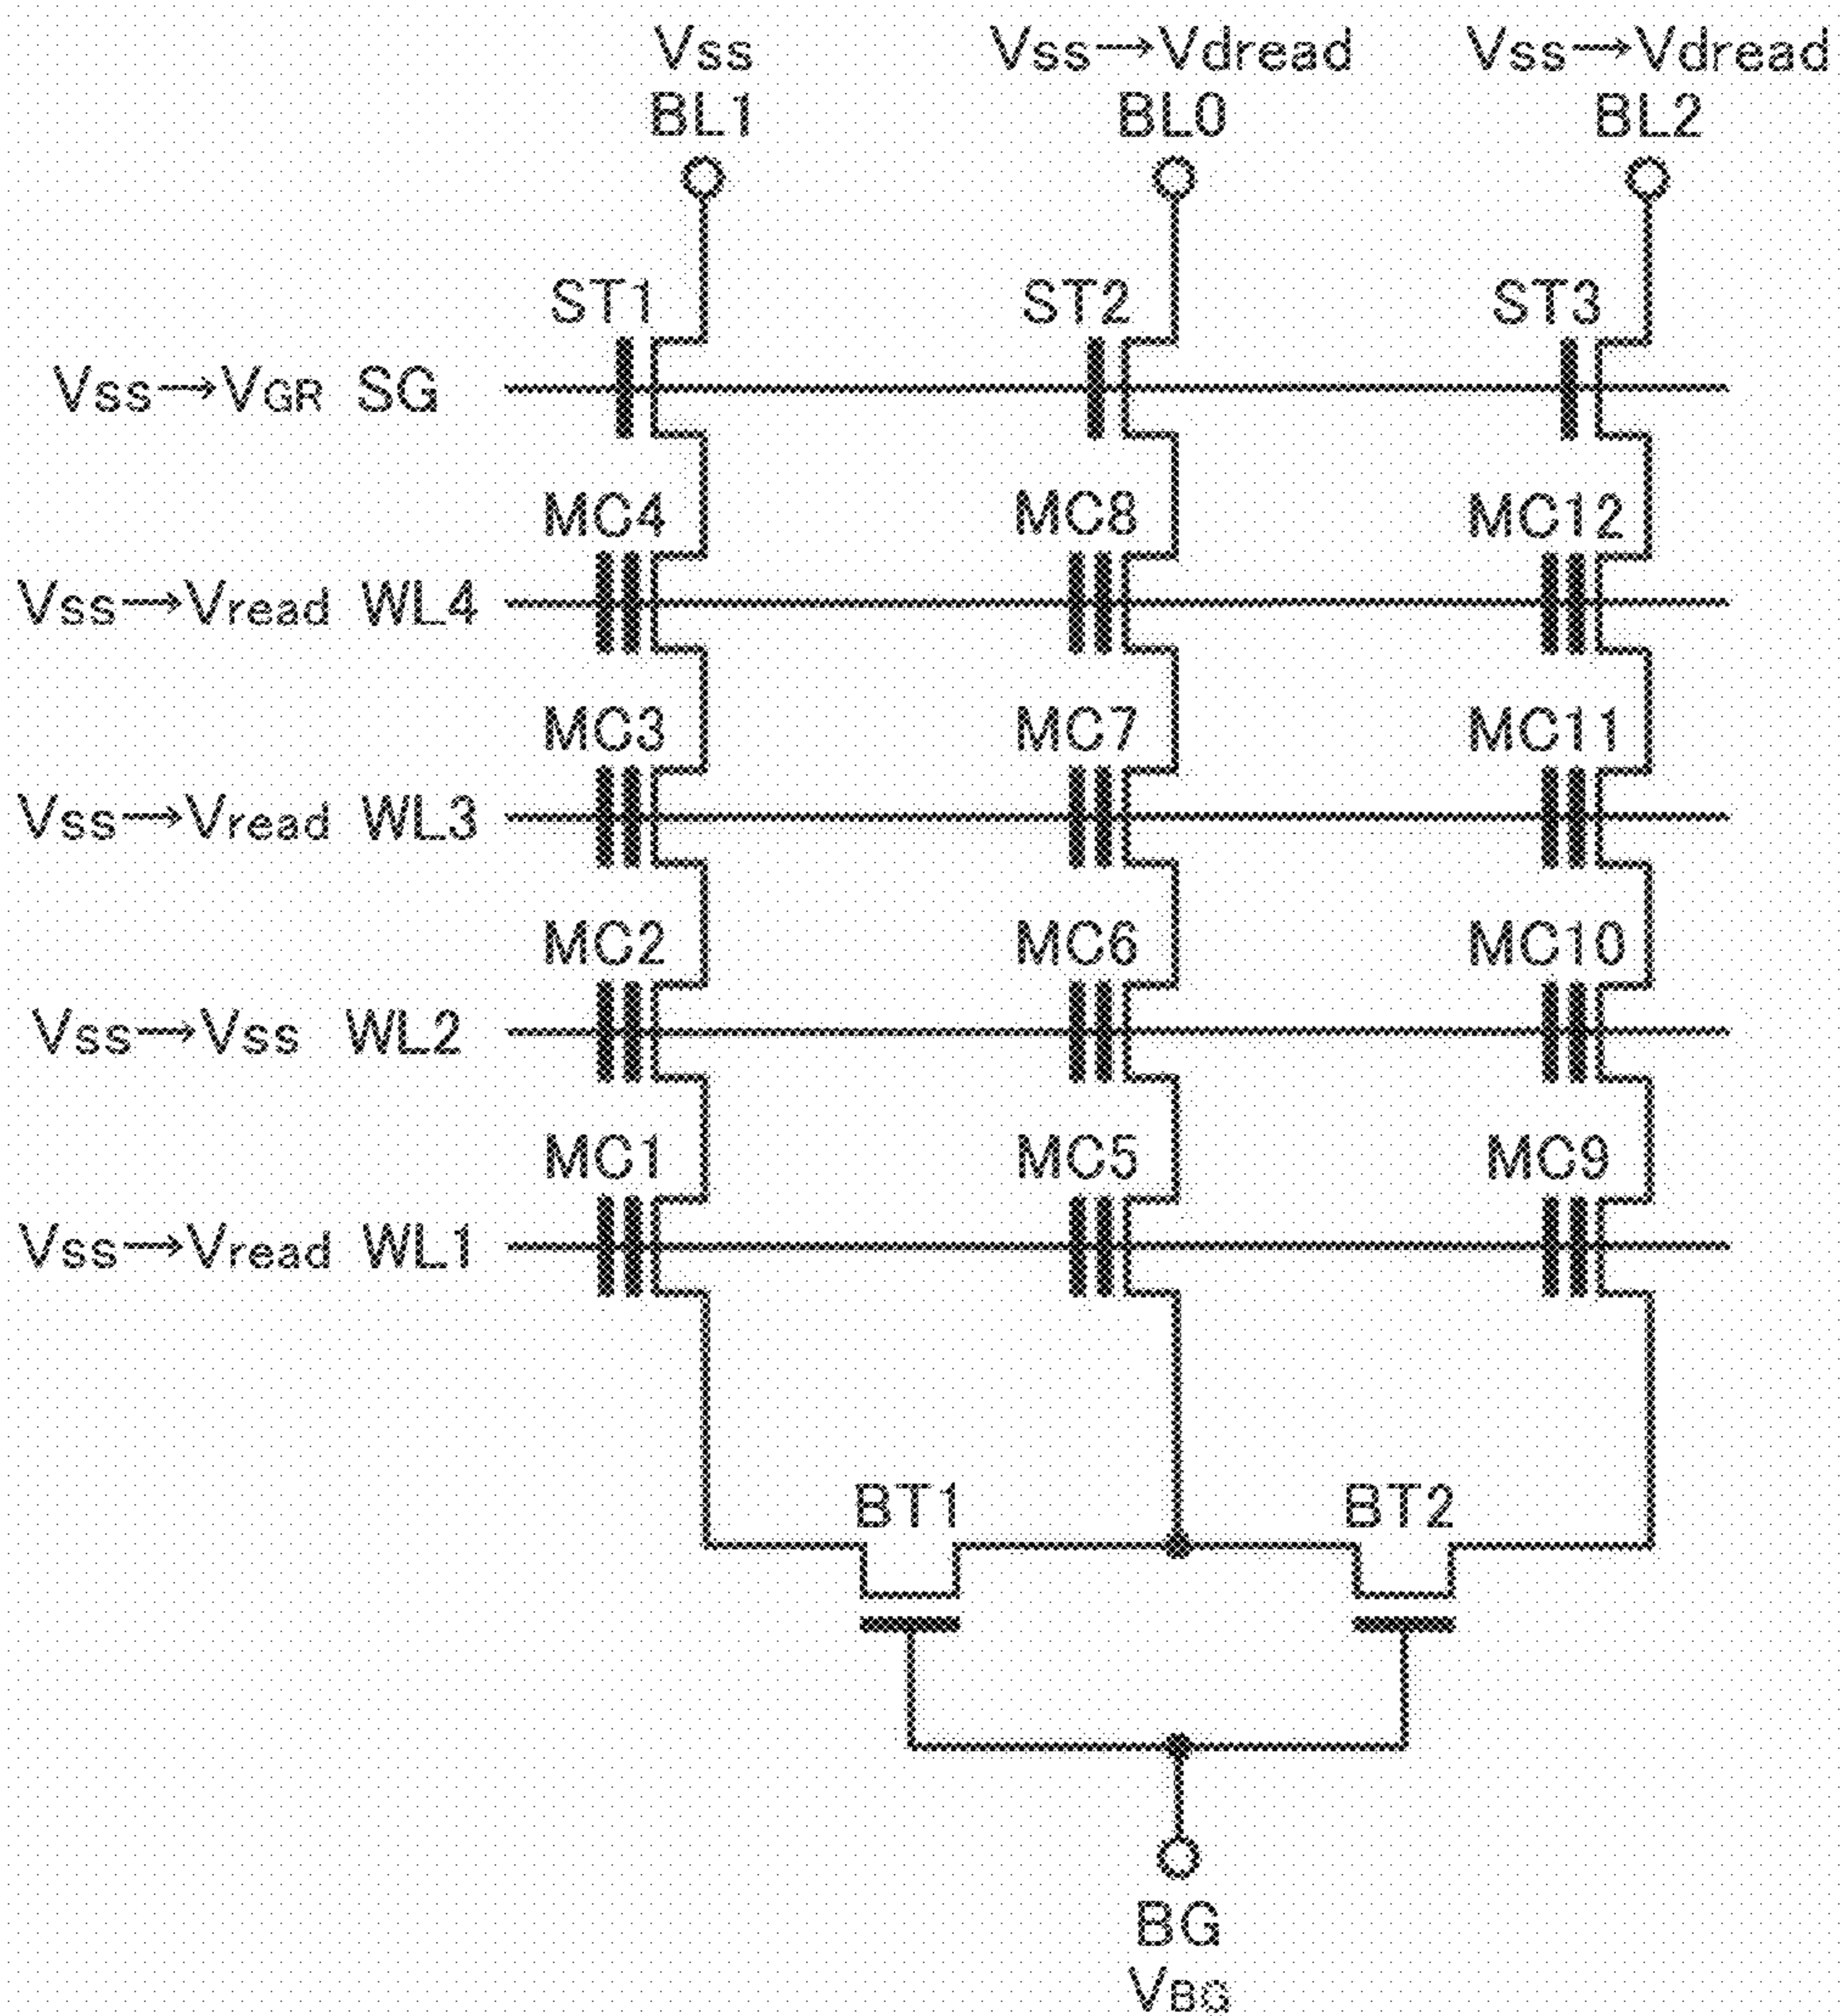 Vss Vss→Vdread Vss→Vdread
BL1 BL0 BL2
ST1 ST2 ST3
Vss→VGR SG
MC4 MC8 MC12
Vss→Vread WL4
MC3 MC7 MC11
Vss→Vread WL3
MC2 MC6 MC10
Vss→Vss WL2
MC1 MC5 MC9
Vss→Vread WL1
BT1 BT2
BG
VBG